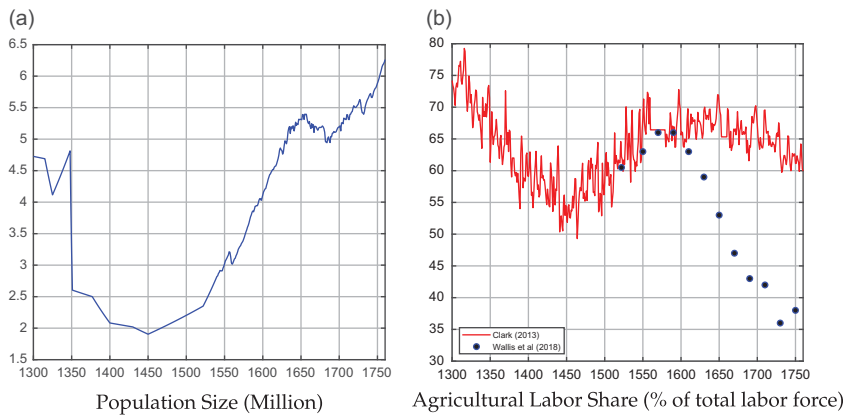 (a)
6.5
6
5.5
5
4.5
4
3.5
3
2.5
2
1.5
1300 1350 1400 1450 1500 1550 1600 1650 1700 1750
Population Size (Million)
(b)
80
75
70
65
60
55
50
45
40
35
30
Clark (2013)
Wallis et al (2018)
1300 1350 1400 1450 1500 1550 1600 1650 1700 1750
Agricultural Labor Share (% of total labor force)